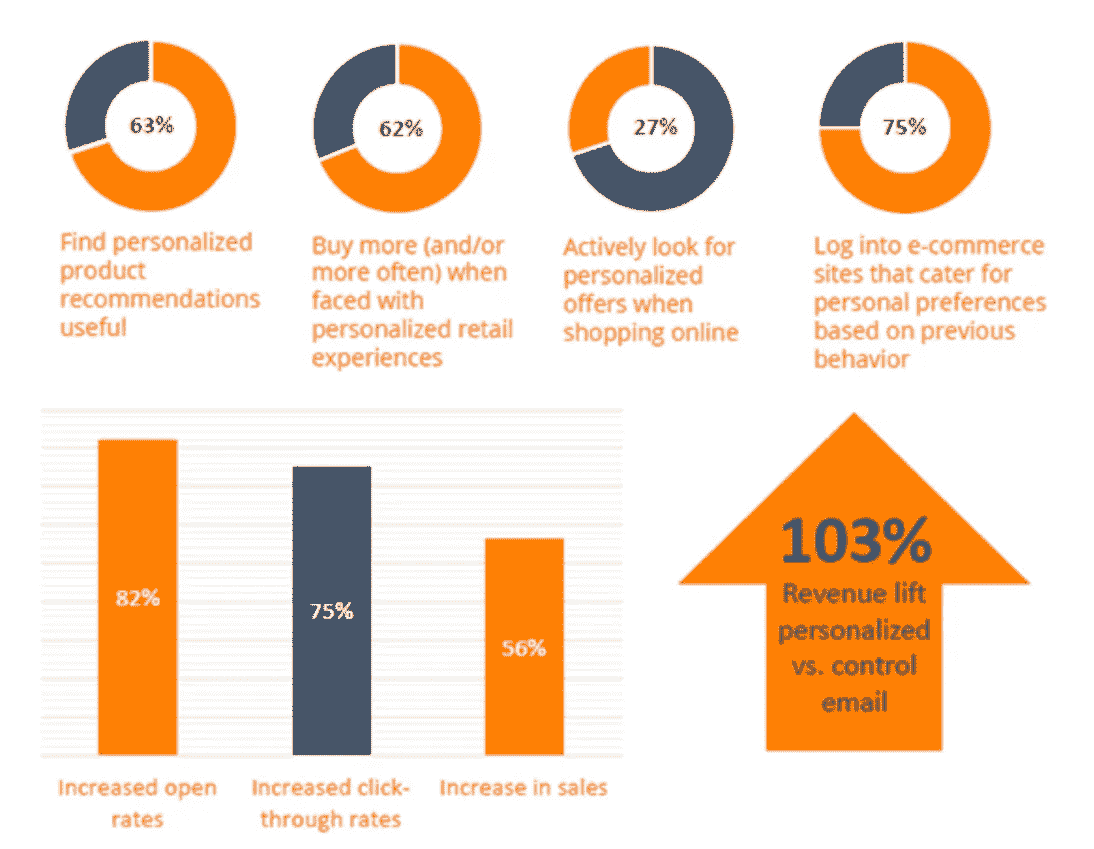 63%
Find personalized
product
recommendations
useful
62%
Buy more (and/or
more often) when
faced with
personalized retail
experiences
27%
Actively look for
personalized
offers when
shopping online
75%
Log into e-commerce
sites that cater for
personal preferences
based on previous
behavior
82%
Increased open
rates
75%
Increased click-
through rates
56%
Increase in sales
103%
Revenue lift
personalized
vs. control
email